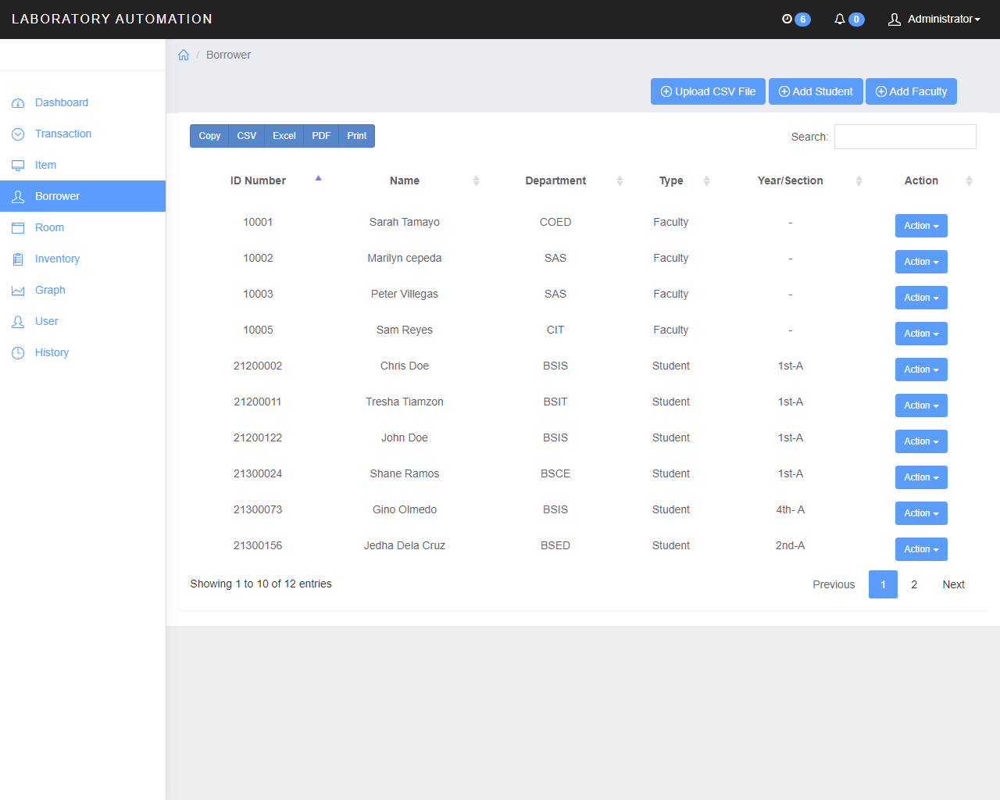 LABORATORY AUTOMATION
6
0
Administrator
/ Borrower
Upload CSV File
Add Student
Add Faculty
Dashboard
Transaction
Item
Borrower
Room
Inventory
Graph
User
History
Copy CSV Excel PDF Print
Search:
ID Number Name Department Type Year/Section Action
10001 Sarah Tamayo COED Faculty - Action
10002 Marilyn cepeda SAS Faculty - Action
10003 Peter Villegas SAS Faculty - Action
10005 Sam Reyes CIT Faculty - Action
21200002 Chris Doe BSIS Student 1st-A Action
21200011 Tresha Tiamzon BSIT Student 1st-A Action
21200122 John Doe BSIS Student 1st-A Action
21300024 Shane Ramos BSCE Student 1st-A Action
21300073 Gino Olmedo BSIS Student 4th- A Action
21300156 Jedha Dela Cruz BSED Student 2nd-A Action
Showing 1 to 10 of 12 entries
Previous 1 2 Next